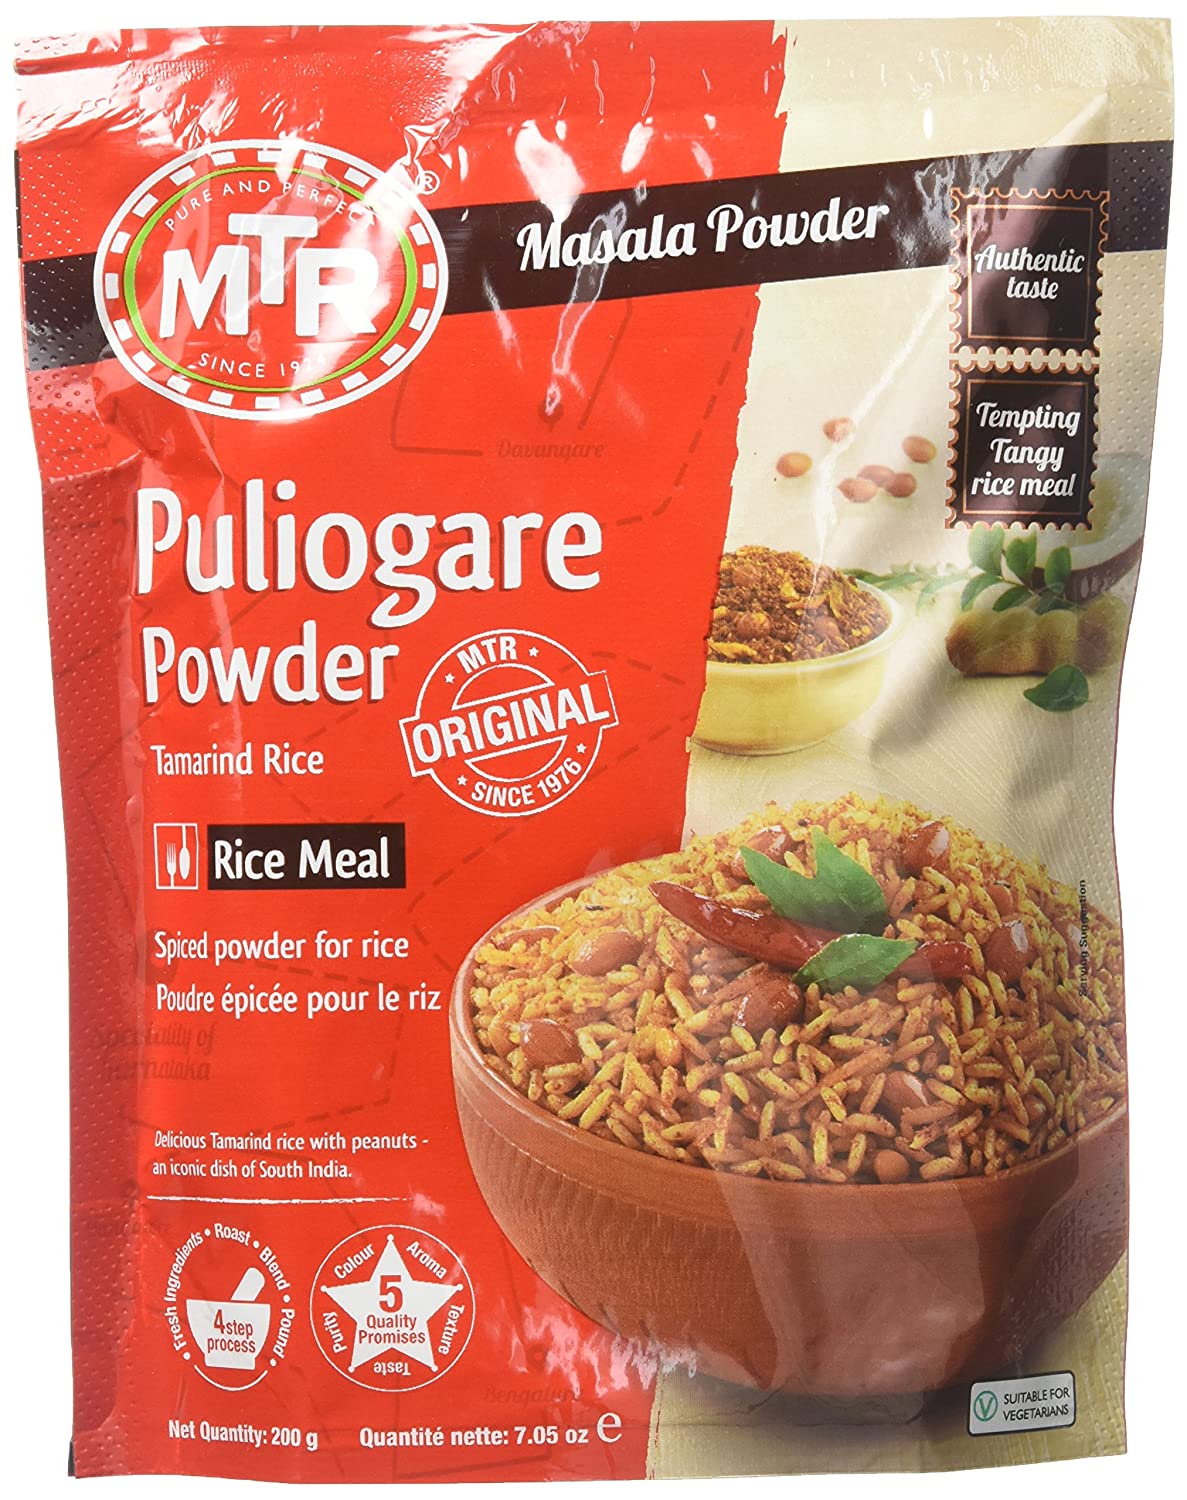 PURE AND PERFECT
MTR
®
SINCE
Masala Powder
Authentic
taste
Tempting
Tangy
rice meal
Davangare
Puliogare
Powder
MTR
ORIGINAL
SINCE 1976
Tamarind Rice
Rice Meal
Spiced powder for rice
Poudre épicée pour le riz
Serving Suggestion
of
Delicious Tamarind rice with peanuts -
an iconic dish of South India.
Fresh Ingredients • Roast • Blend • Pound
4 step
process
Purity Colour Aroma Texture Taste
5
Quality
Promises
Bengaluru
Net Quantity: 200 g Quantité nette: 7.05 oz e
V SUITABLE FOR
VEGETARIANS